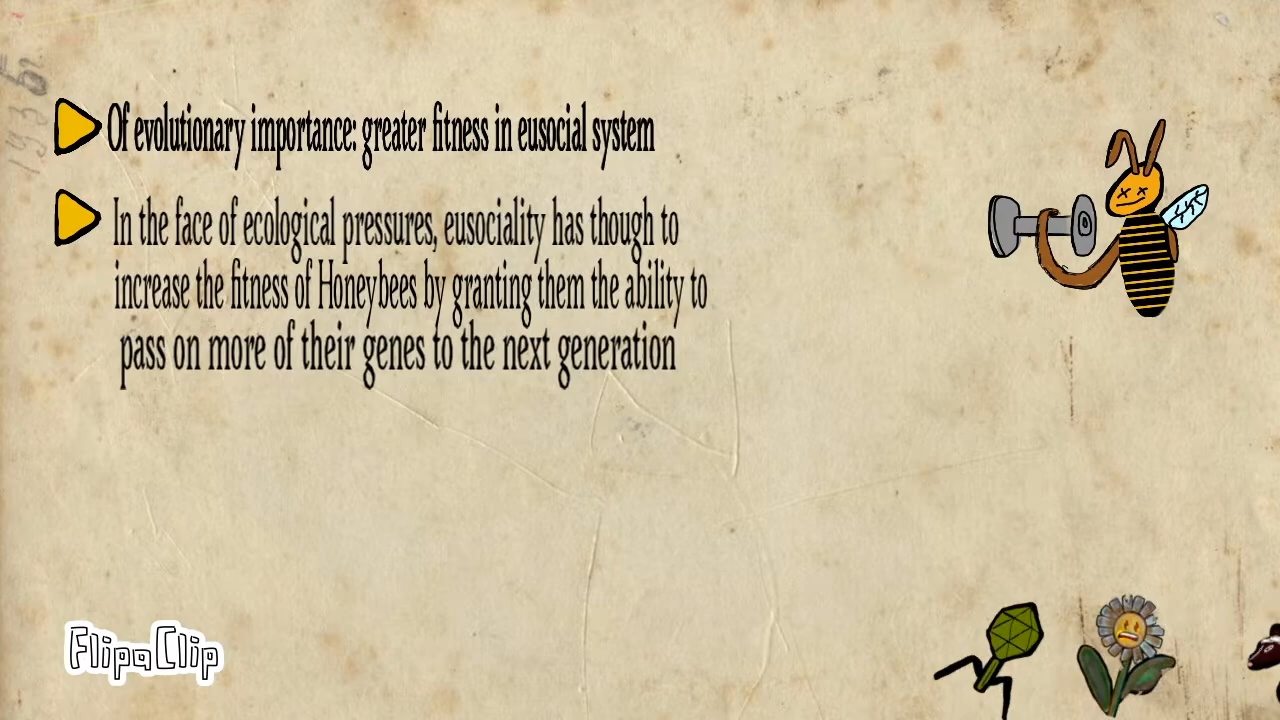 Of evolutionary importance: greater fitness in eusocial system
In the face of ecological pressures, eusociality has though to
increase the fitness of Honeybees by granting them the ability to
pass on more of their genes to the next generation
FlipaClip